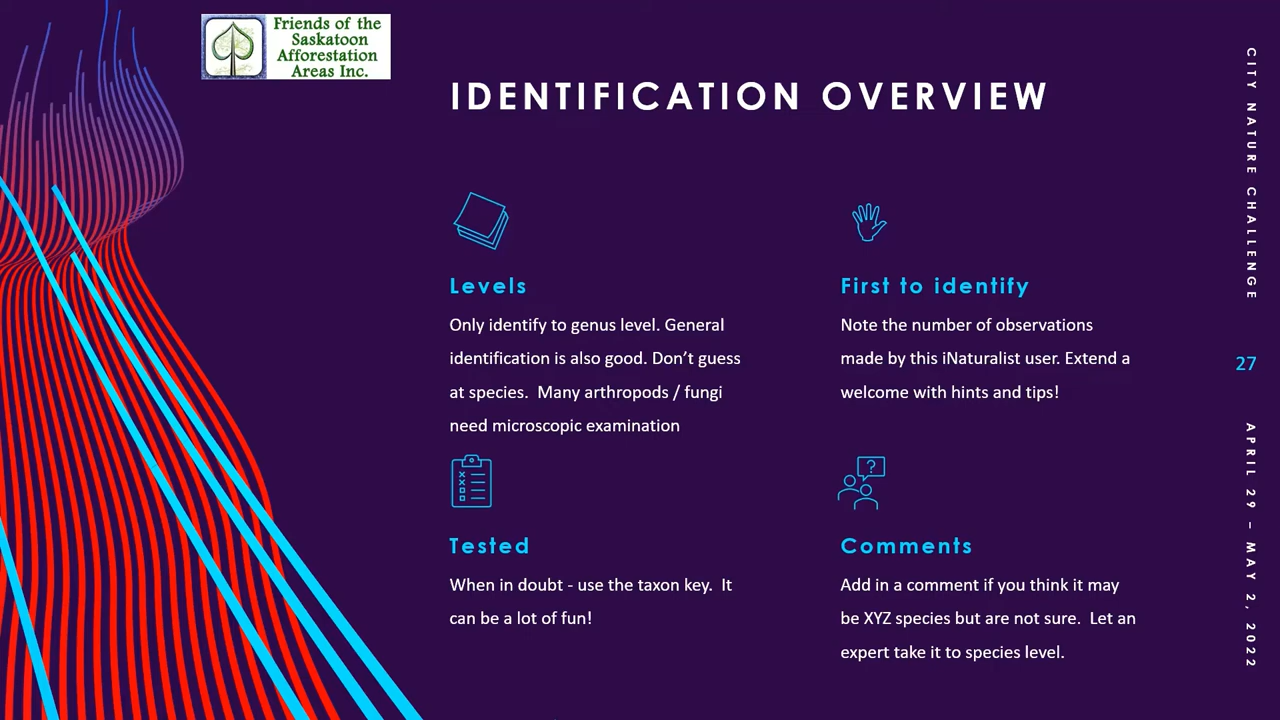 Friends of the
Saskatoon
Afforestation
Areas Inc.
IDENTIFICATION OVERVIEW
Levels
Only identify to genus level. General
identification is also good. Don’t guess
at species.  Many arthropods / fungi
need microscopic examination
First to identify
Note the number of observations
made by this iNaturalist user. Extend a
welcome with hints and tips!
Tested
When in doubt - use the taxon key.  It
can be a lot of fun!
?
Comments
Add in a comment if you think it may
be XYZ species but are not sure.  Let an
expert take it to species level.
CITY NATURE CHALLENGE
27
APRIL 29 – MAY 2, 2022